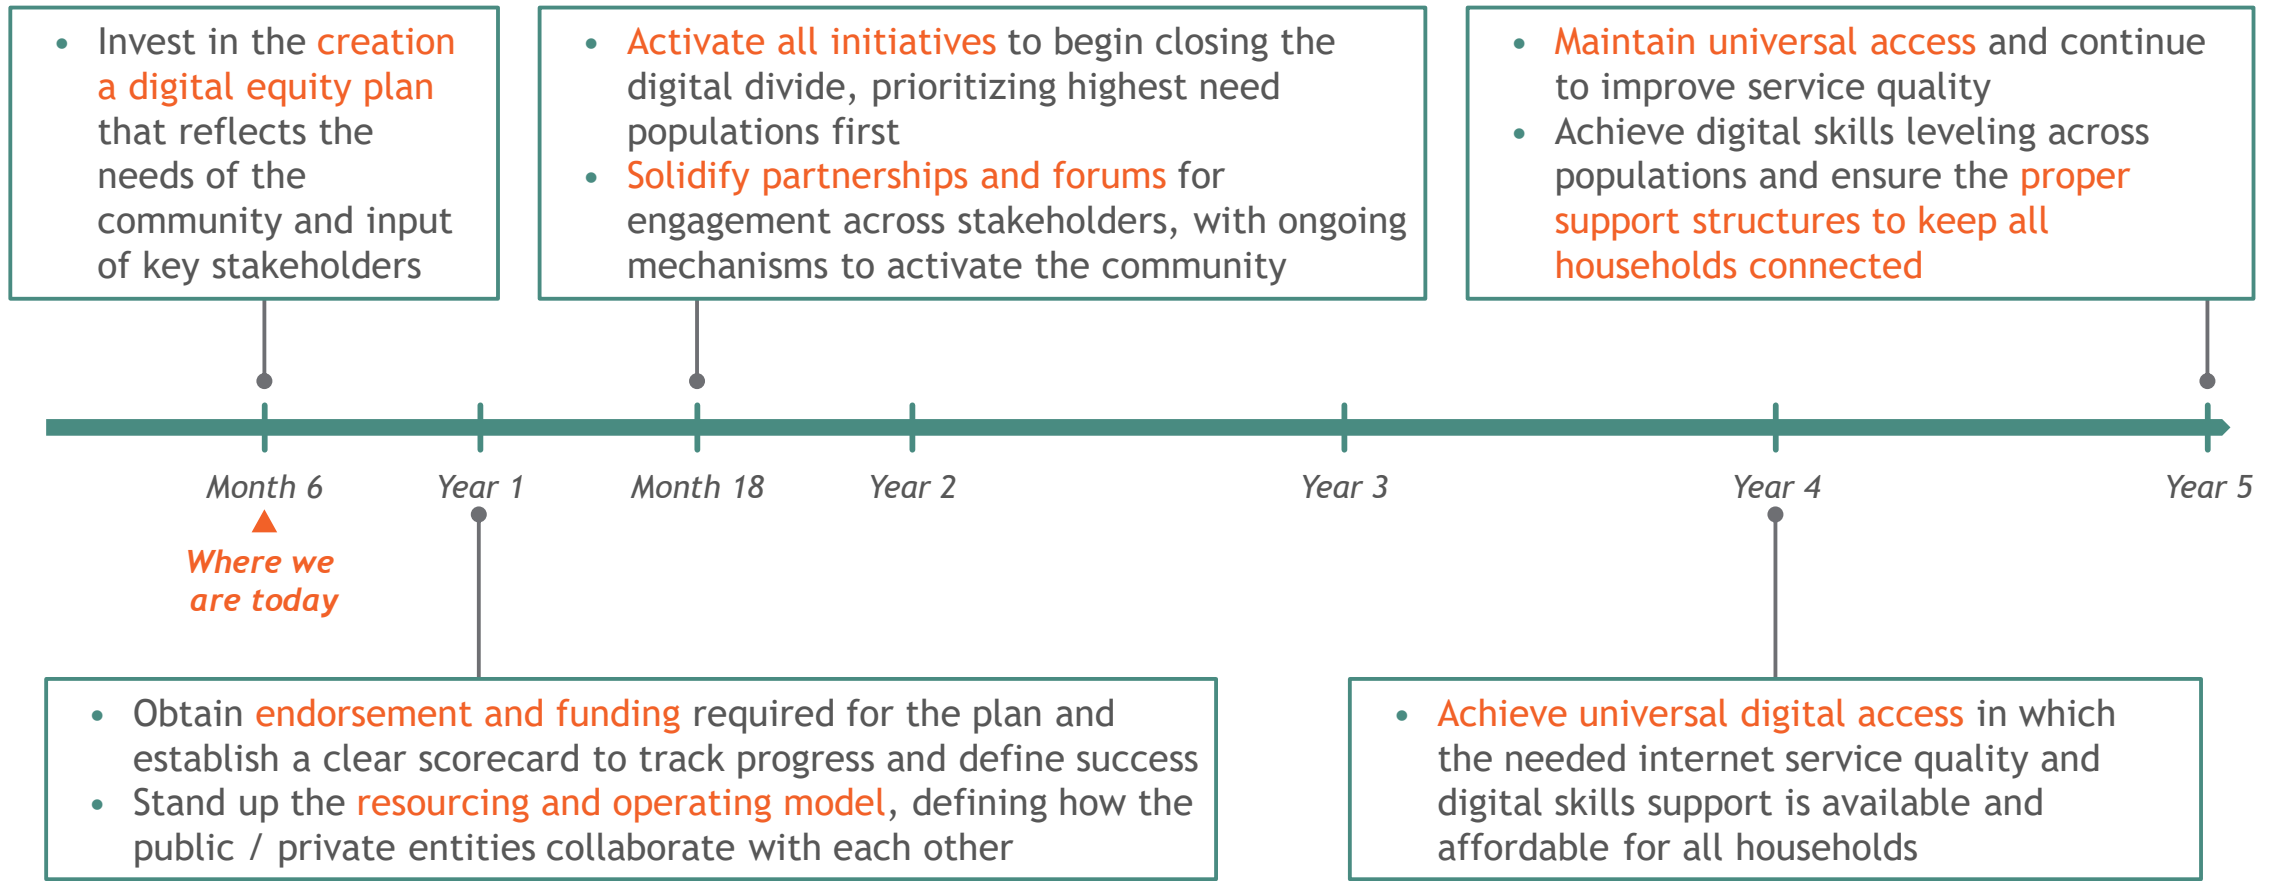 • Invest in the creation
a digital equity plan
that reflects the
needs of the
community and input
of key stakeholders
• Activate all initiatives to begin closing the
digital divide, prioritizing highest need
populations first
• Solidify partnerships and forums for
engagement across stakeholders, with ongoing
mechanisms to activate the community
• Maintain universal access and continue
to improve service quality
• Achieve digital skills leveling across
populations and ensure the proper
support structures to keep all
households connected
Month 6
Year 1
Month 18
Year 2
Year 3
Year 4
Year 5
Where we
are today
• Obtain endorsement and funding required for the plan and
establish a clear scorecard to track progress and define success
• Stand up the resourcing and operating model, defining how the
public / private entities collaborate with each other
• Achieve universal digital access in which
the needed internet service quality and
digital skills support is available and
affordable for all households